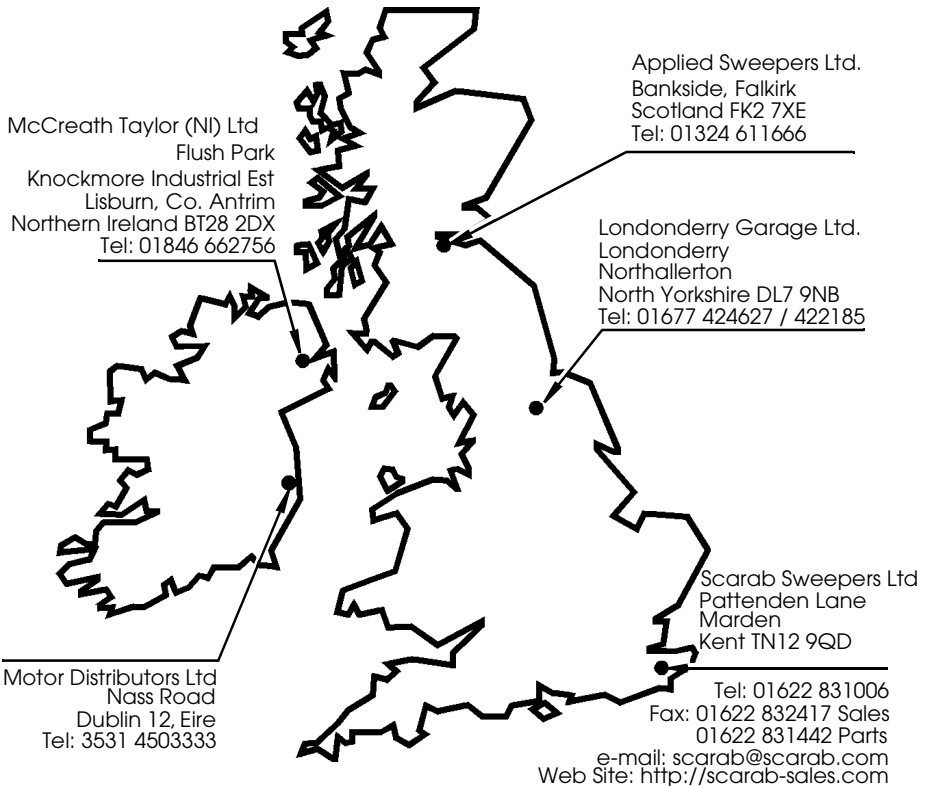 Applied Sweepers Ltd.
Bankside, Falkirk
Scotland FK2 7XE
Tel: 01324 611666
McCreath Taylor (NI) Ltd
Flush Park
Knockmore Industrial Est
Lisburn, Co. Antrim
Northern Ireland BT28 2DX
Tel: 01846 662756
Londonderry Garage Ltd.
Londonderry
Northallerton
North Yorkshire DL7 9NB
Tel: 01677 424627 / 422185
Scarab Sweepers Ltd
Pattenden Lane
Marden
Kent TN12 9QD
Tel: 01622 831006
Fax: 01622 832417 Sales
01622 831442 Parts
e-mail: scarab@scarab.com
Web Site: http://scarab-sales.com
Motor Distributors Ltd
Nass Road
Dublin 12, Eire
Tel: 3531 4503333